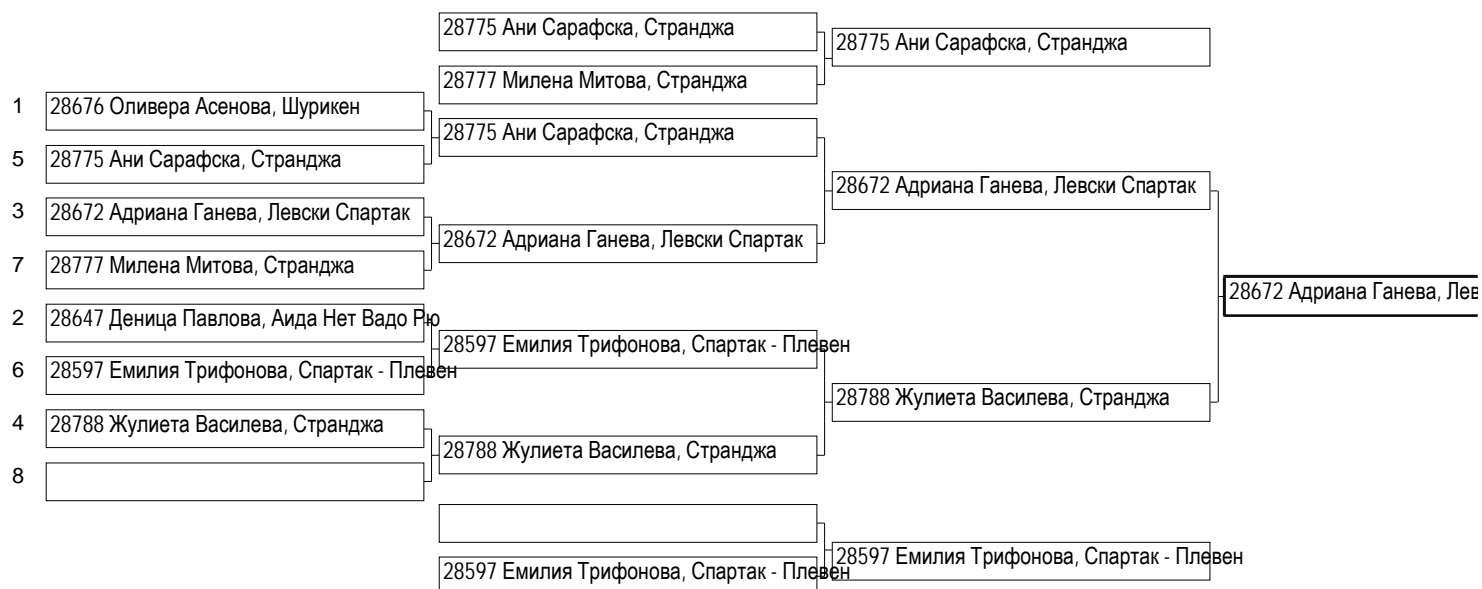 28775 Ани Сарафска, Странджа
28775 Ани Сарафска, Странджа
28777 Милена Митова, Странджа
1 28676 Оливера Асенова, Шурикен
28775 Ани Сарафска, Странджа
5 28775 Ани Сарафска, Странджа
28672 Адриана Ганева, Левски Спартак
3 28672 Адриана Ганева, Левски Спартак
28672 Адриана Ганева, Левски Спартак
7 28777 Милена Митова, Странджа
28672 Адриана Ганева, Лев
2 28647 Деница Павлова, Аида Нет Вадо Рю
28597 Емилия Трифонова, Спартак - Плевен
6 28597 Емилия Трифонова, Спартак - Плевен
28788 Жулиета Василева, Странджа
4 28788 Жулиета Василева, Странджа
28788 Жулиета Василева, Странджа
8
28597 Емилия Трифонова, Спартак - Плевен
28597 Емилия Трифонова, Спартак - Плевен